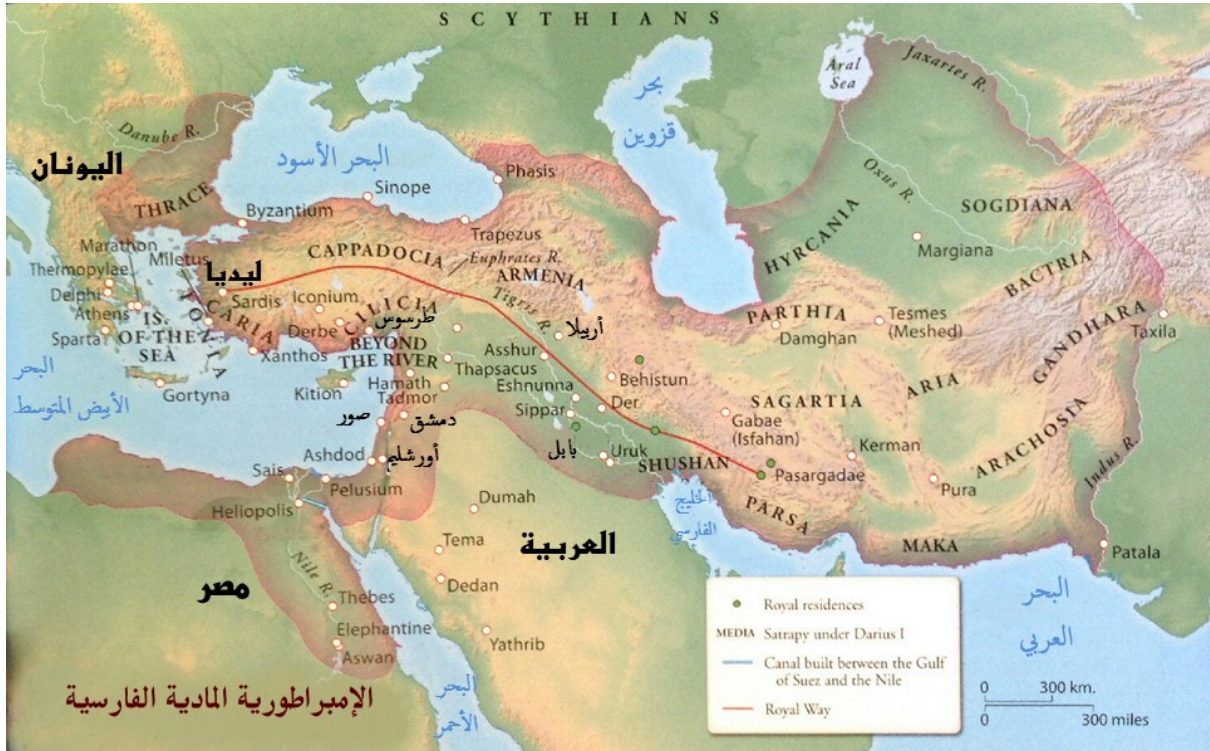 SCYTHIANS
Aral
Sea
Jaxartes R.
بحر
قزوين
Danube R.
البحر الأسود
اليونان
Phasis
Sinope
Oxus R.
THRACE
SOGDIANA
Byzantium
Trapezus
Margiana
HYRCANIA
Marathon
Miletus
CAPPADOCIA
Euphrates R.
ARMENIA
BACTRIA
Thermopylae
ليديا
Delphi
Sardis
Iconium
Tigris R.
PARTHIA
Tesmes
(Meshed)
Athens
IONIA
CARIA
Derbe
CILICIA
طرسوس
أربيلا
Damghan
GANDHARA
Taxila
Sparta
IS.
OF THE
SEA
Xanthos
BEYOND
THE RIVER
Asshur
Thapsacus
Behistun
ARIA
البحر
الأبيض المتوسط
Gortyna
Kition
Hamath
Tadmor
Eshnunna
Der
SAGARTIA
Sippar
Gabae
(Isfahan)
ARACHOSIA
صور
دمشق
بابل
Uruk
Kerman
Ashdod
أورشليم
SHUSHAN
Indus R.
Sais
Pelusium
Pasargadae
Pura
Heliopolis
Dumah
الخليج
الفارسي
PARSA
العربية
Tema
MAKA
Patala
مصر
Nile R.
Dedan
Thebes
Elephantine
Yathrib
Aswan
البحر
العربي
البحر
الأحمر
الإمبراطورية المادية الفارسية
Royal residences
MEDIA Satrapy under Darius I
Canal built between the Gulf
of Suez and the Nile
Royal Way
0 300 km.
0 300 miles